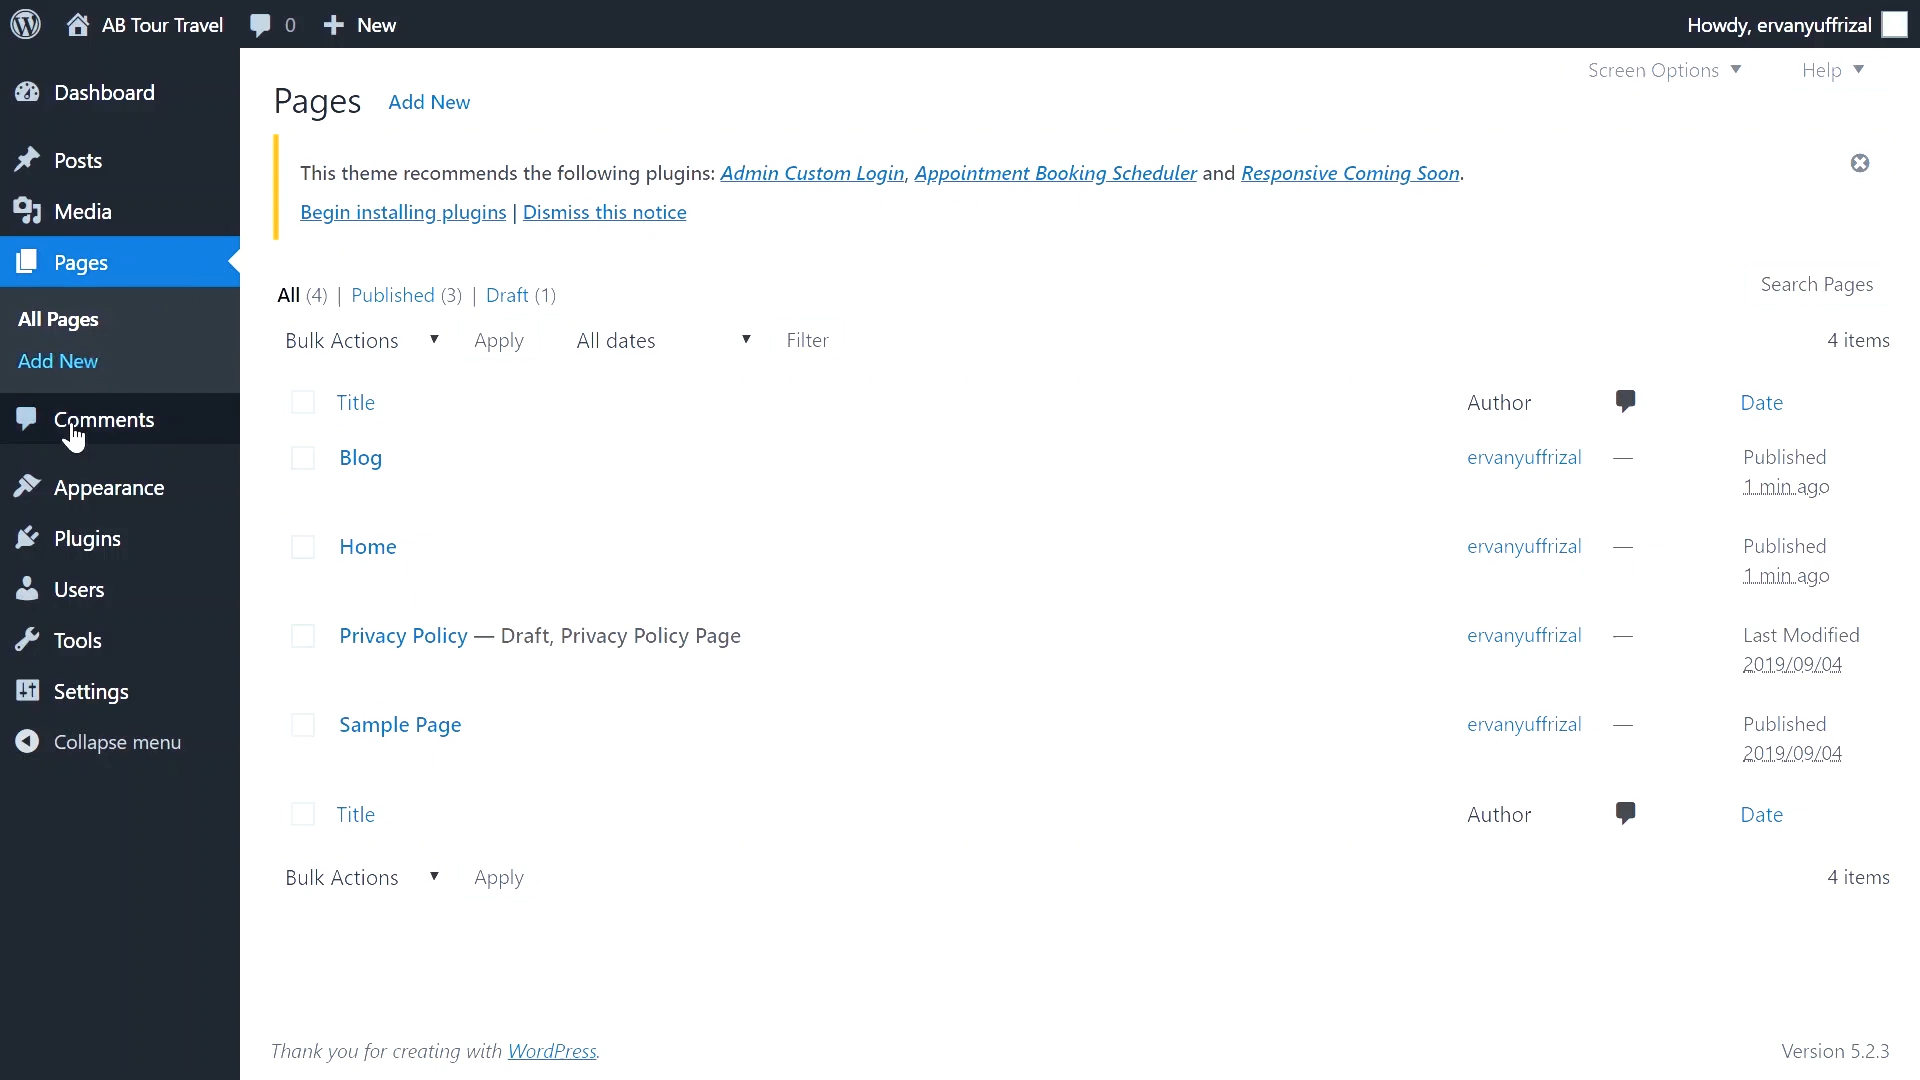 AB Tour Travel 0 New Howdy, ervanyuffrizal
Dashboard
Posts
Media
Pages
All Pages
Add New
Comments
Appearance
Plugins
Users
Tools
Settings
Collapse menu
Screen Options Help
Pages Add New
This theme recommends the following plugins: Admin Custom Login, Appointment Booking Scheduler and Responsive Coming Soon.
Begin installing plugins | Dismiss this notice
All (4) | Published (3) | Draft (1) Search Pages
Bulk Actions Apply All dates Filter 4 items
Title Author Date
Blog ervanyuffrizal — Published
1 min ago
Home ervanyuffrizal — Published
1 min ago
Privacy Policy — Draft, Privacy Policy Page ervanyuffrizal — Last Modified
2019/09/04
Sample Page ervanyuffrizal — Published
2019/09/04
Title Author Date
Bulk Actions Apply 4 items
Thank you for creating with WordPress. Version 5.2.3